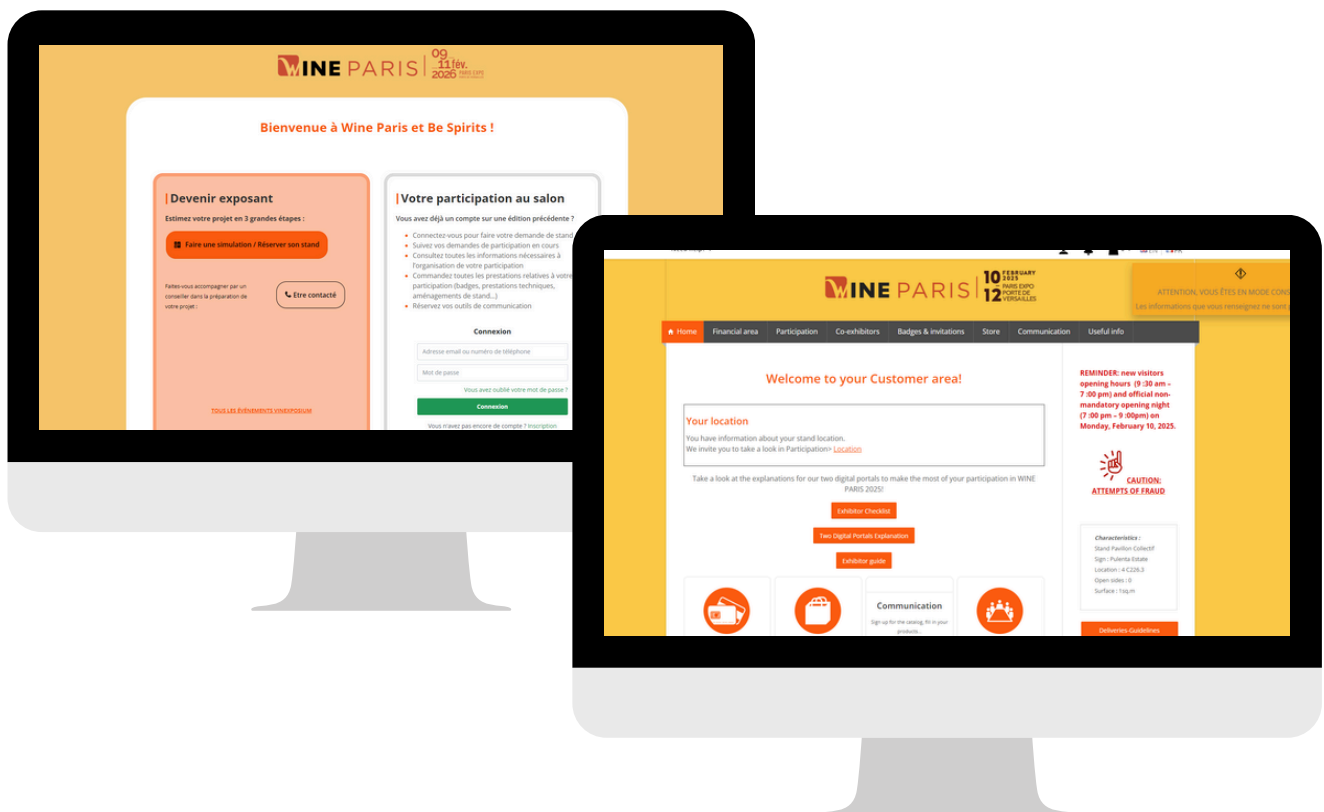 WINE PARIS
09
11 fév.
2026 PARIS EXPO
Bienvenue à Wine Paris et Be Spirits !
Devenir exposant
Estimez votre projet en 3 grandes étapes :
Faire une simulation / Réserver son stand
Faites-vous accompagner par un
conseiller dans la préparation de
votre projet :
Etre contacté
TOUS LES ÉVÉNEMENTS VINEXPOSIUM
Votre participation au salon
Vous avez déjà un compte sur une édition précédente ?
Connectez-vous pour faire votre demande de stand
Suivez vos demandes de participation en cours
Consultez toutes les informations nécessaires à
l'organisation de votre participation
Commandez toutes les prestations relatives à votre
participation (badges, prestations techniques,
aménagements de stand...)
Réservez vos outils de communication
Connexion
Adresse email ou numéro de téléphone
Mot de passe
Vous avez oublié votre mot de passe ?
Connexion
Vous n'avez pas encore de compte ? Inscription
WINE PARIS
10 FEBRUARY
2025
12 PARIS EXPO
PORTE DE
VERSAILLES
ATTENTION, VOUS ÊTES EN MODE CONS
Les informations que vous renseignez ne sont
Home Financial area Participation Co-exhibitors Badges & invitations Store Communication Useful info
Welcome to your Customer area!
Your location
You have information about your stand location.
We invite you to take a look in Participation> Location
Take a look at the explanations for our two digital portals to make the most of your participation in WINE
PARIS 2025!
Exhibitor Checklist
Two Digital Portals Explanation
Exhibitor guide
Communication
Sign up for the catalog, fill in your
products...
REMINDER: new visitors
opening hours (9 :30 am –
7 :00 pm) and official non-
mandatory opening night
(7 :00 pm – 9 :00pm) on
Monday, February 10, 2025.
CAUTION:
ATTEMPTS OF FRAUD
Characteristics :
Stand Pavillon Collectif
Sign : Pulenta Estate
Location : 4 C226.3
Open sides : 0
Surface : 1sq.m
Deliveries-Guidelines